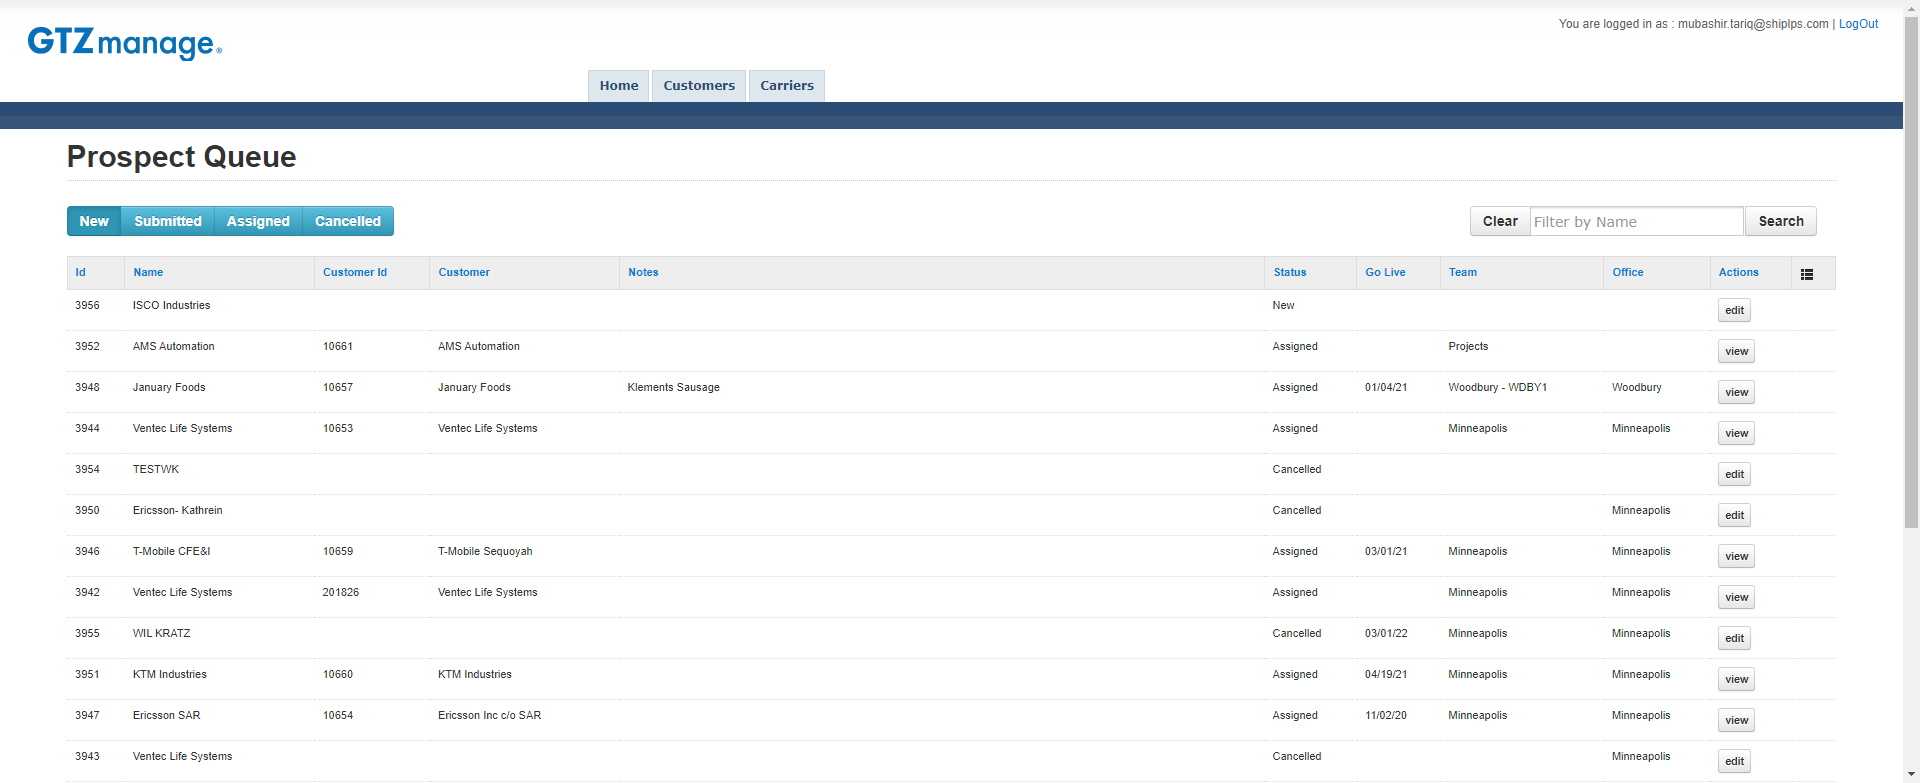 You are logged in as : mubashir.tariq@shiplps.com | LogOut
GTZmanage®
Home Customers Carriers
Prospect Queue
New Submitted Assigned Cancelled Clear Filter by Name Search
Id Name Customer Id Customer Notes Status Go Live Team Office Actions
3956 ISCO Industries New edit
3952 AMS Automation 10661 AMS Automation Assigned Projects view
3948 January Foods 10657 January Foods Klements Sausage Assigned 01/04/21 Woodbury - WDBY1 Woodbury view
3944 Ventec Life Systems 10653 Ventec Life Systems Assigned Minneapolis Minneapolis view
3954 TESTWK Cancelled edit
3950 Ericsson- Kathrein Cancelled Minneapolis edit
3946 T-Mobile CFE&I 10659 T-Mobile Sequoyah Assigned 03/01/21 Minneapolis Minneapolis view
3942 Ventec Life Systems 201826 Ventec Life Systems Assigned Minneapolis Minneapolis view
3955 WIL KRATZ Cancelled 03/01/22 Minneapolis Minneapolis edit
3951 KTM Industries 10660 KTM Industries Assigned 04/19/21 Minneapolis Minneapolis view
3947 Ericsson SAR 10654 Ericsson Inc c/o SAR Assigned 11/02/20 Minneapolis Minneapolis view
3943 Ventec Life Systems Cancelled Minneapolis edit